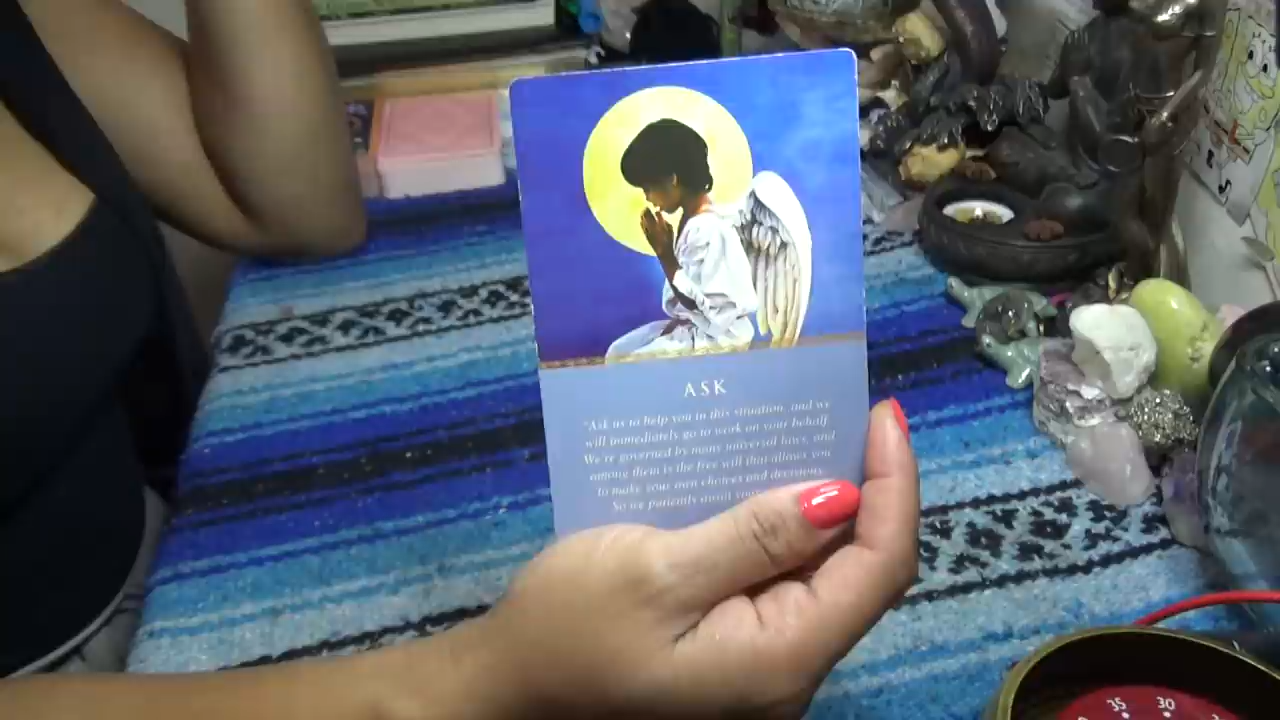 ASK
"Ask us to help you in this situation, and we
will immediately go to work on your behalf.
We're governed by many universal laws, and
among them is the free will that allows you
to make your own choices and decisions.
So we patiently await
35 30